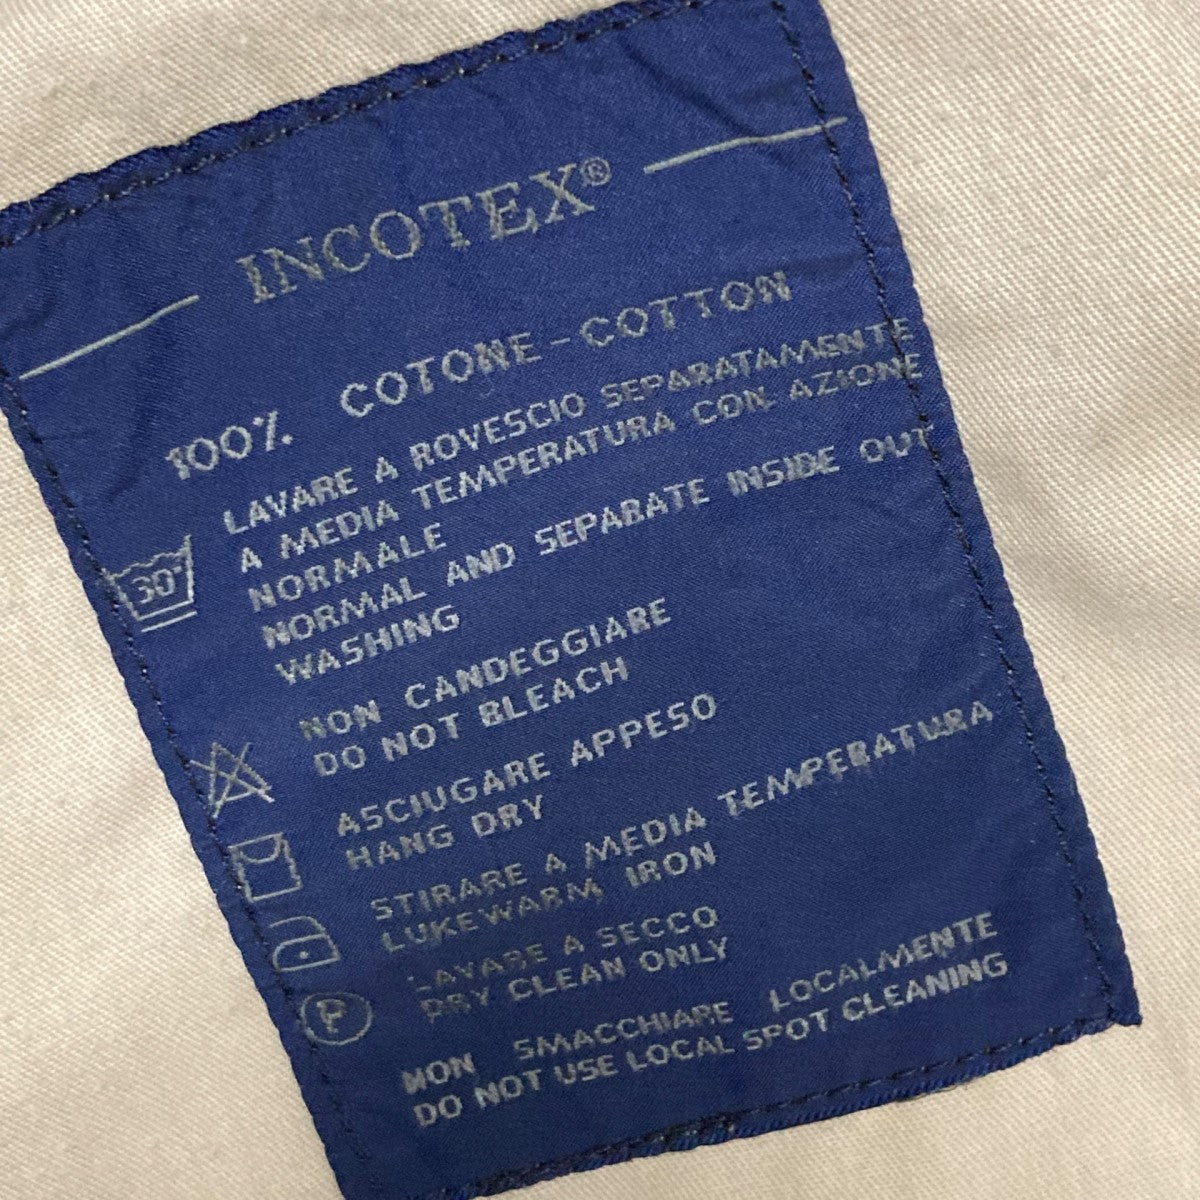 INCOTEX®
100% COTONE - COTTON
LAVARE A ROVESCIO SEPARATAMENTE
A MEDIA TEMPERATURA CON AZIONE
NORMALE
30°
NORMAL AND SEPARATE INSIDE OUT
WASHING
NON CANDEGGIARE
DO NOT BLEACH
ASCIUGARE APPESO
HANG DRY
STIRARE A MEDIA TEMPERATURA
LUKEWARM IRON
LAVARE A SECCO
DRY CLEAN ONLY
P
NON SMACCHIARE LOCALMENTE
DO NOT USE LOCAL SPOT CLEANING